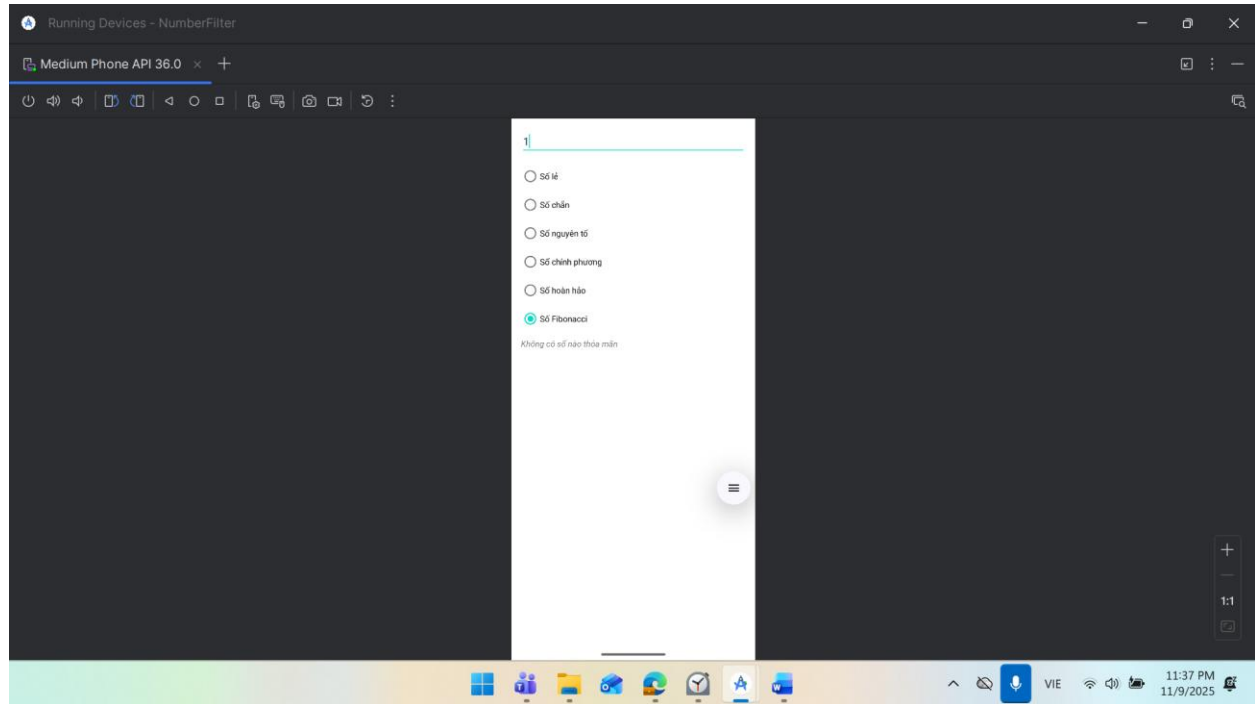 Running Devices - NumberFilter
Medium Phone API 36.0
1
Số lẻ
Số chẵn
Số nguyên tố
Số chính phương
Số hoàn hảo
Số Fibonacci
Không có số nào thỏa mãn
1:1
VIE
11:37 PM
11/9/2025